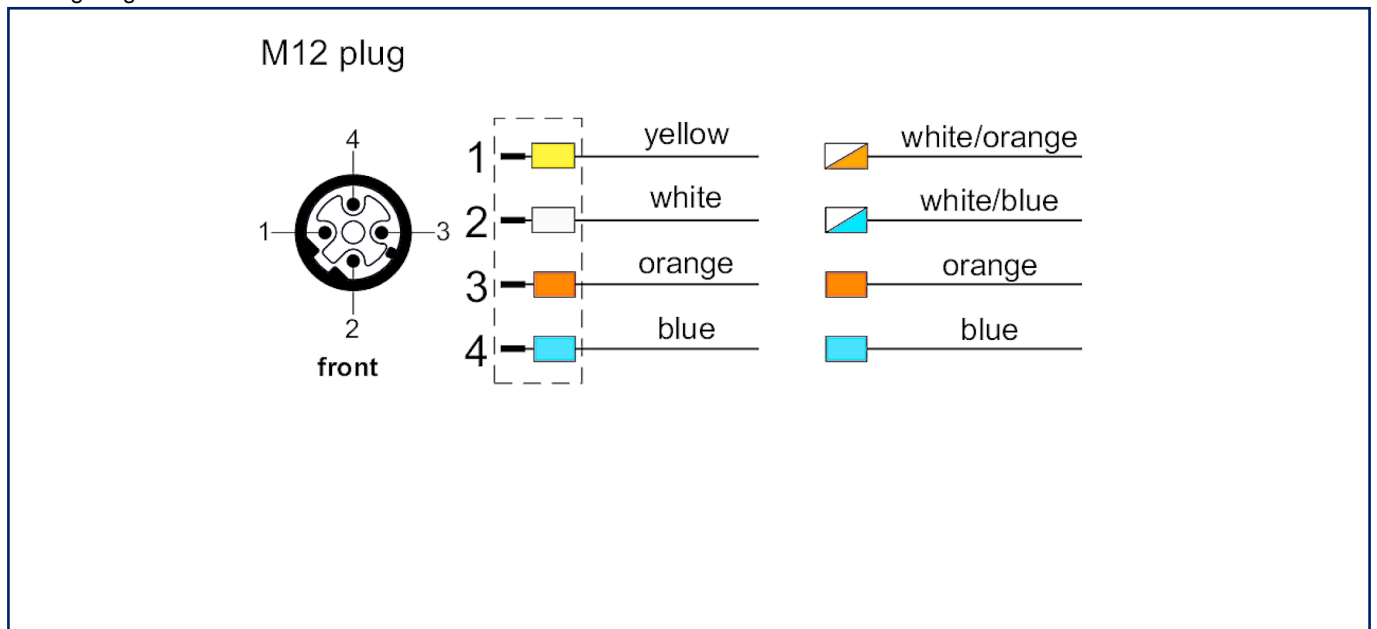 M12 plug
4
1 3
2
front
1 yellow white/orange
2 white white/blue
3 orange orange
4 blue blue